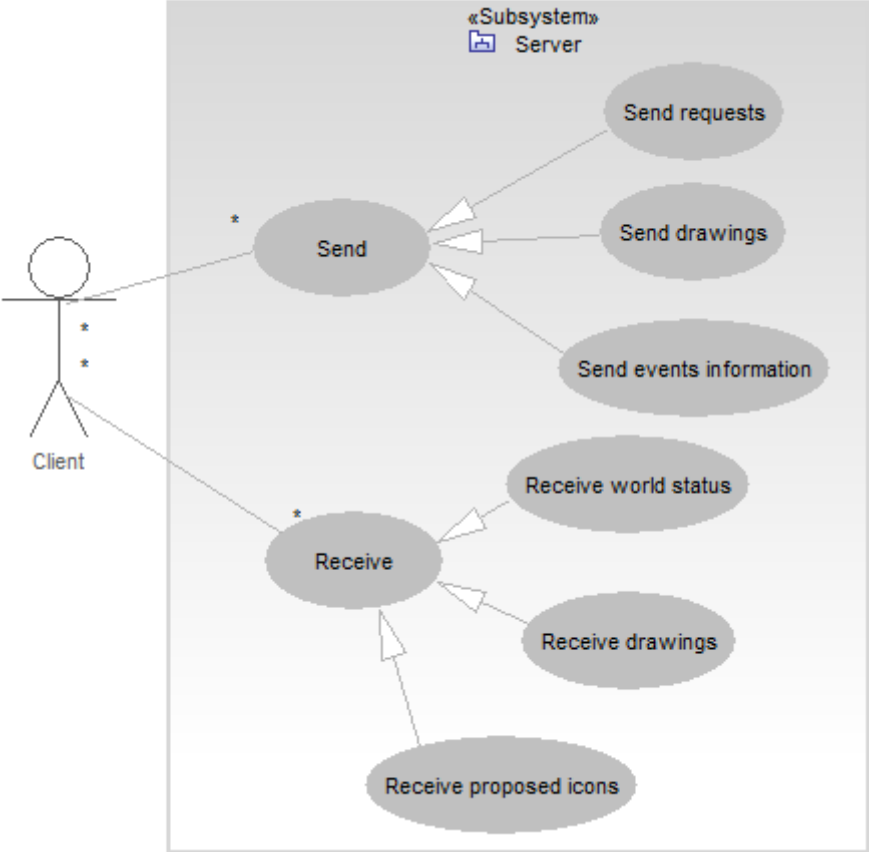 «Subsystem»
Server
Send requests
*
Send drawings
Send
*
*
Send events information
Client
Receive world status
*
Receive
Receive drawings
Receive proposed icons